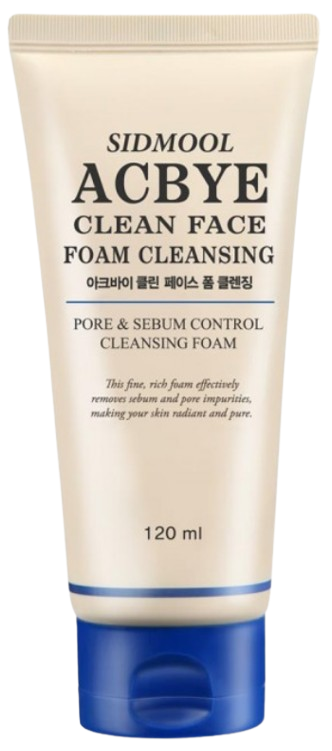 SIDMOOL
ACBYE
CLEAN FACE
FOAM CLEANSING
아크바이 클린 페이스 폼 클렌징
PORE & SEBUM CONTROL
CLEANSING FOAM
This fine, rich foam effectively
removes sebum and pore impurities,
making your skin radiant and pure.
120 ml